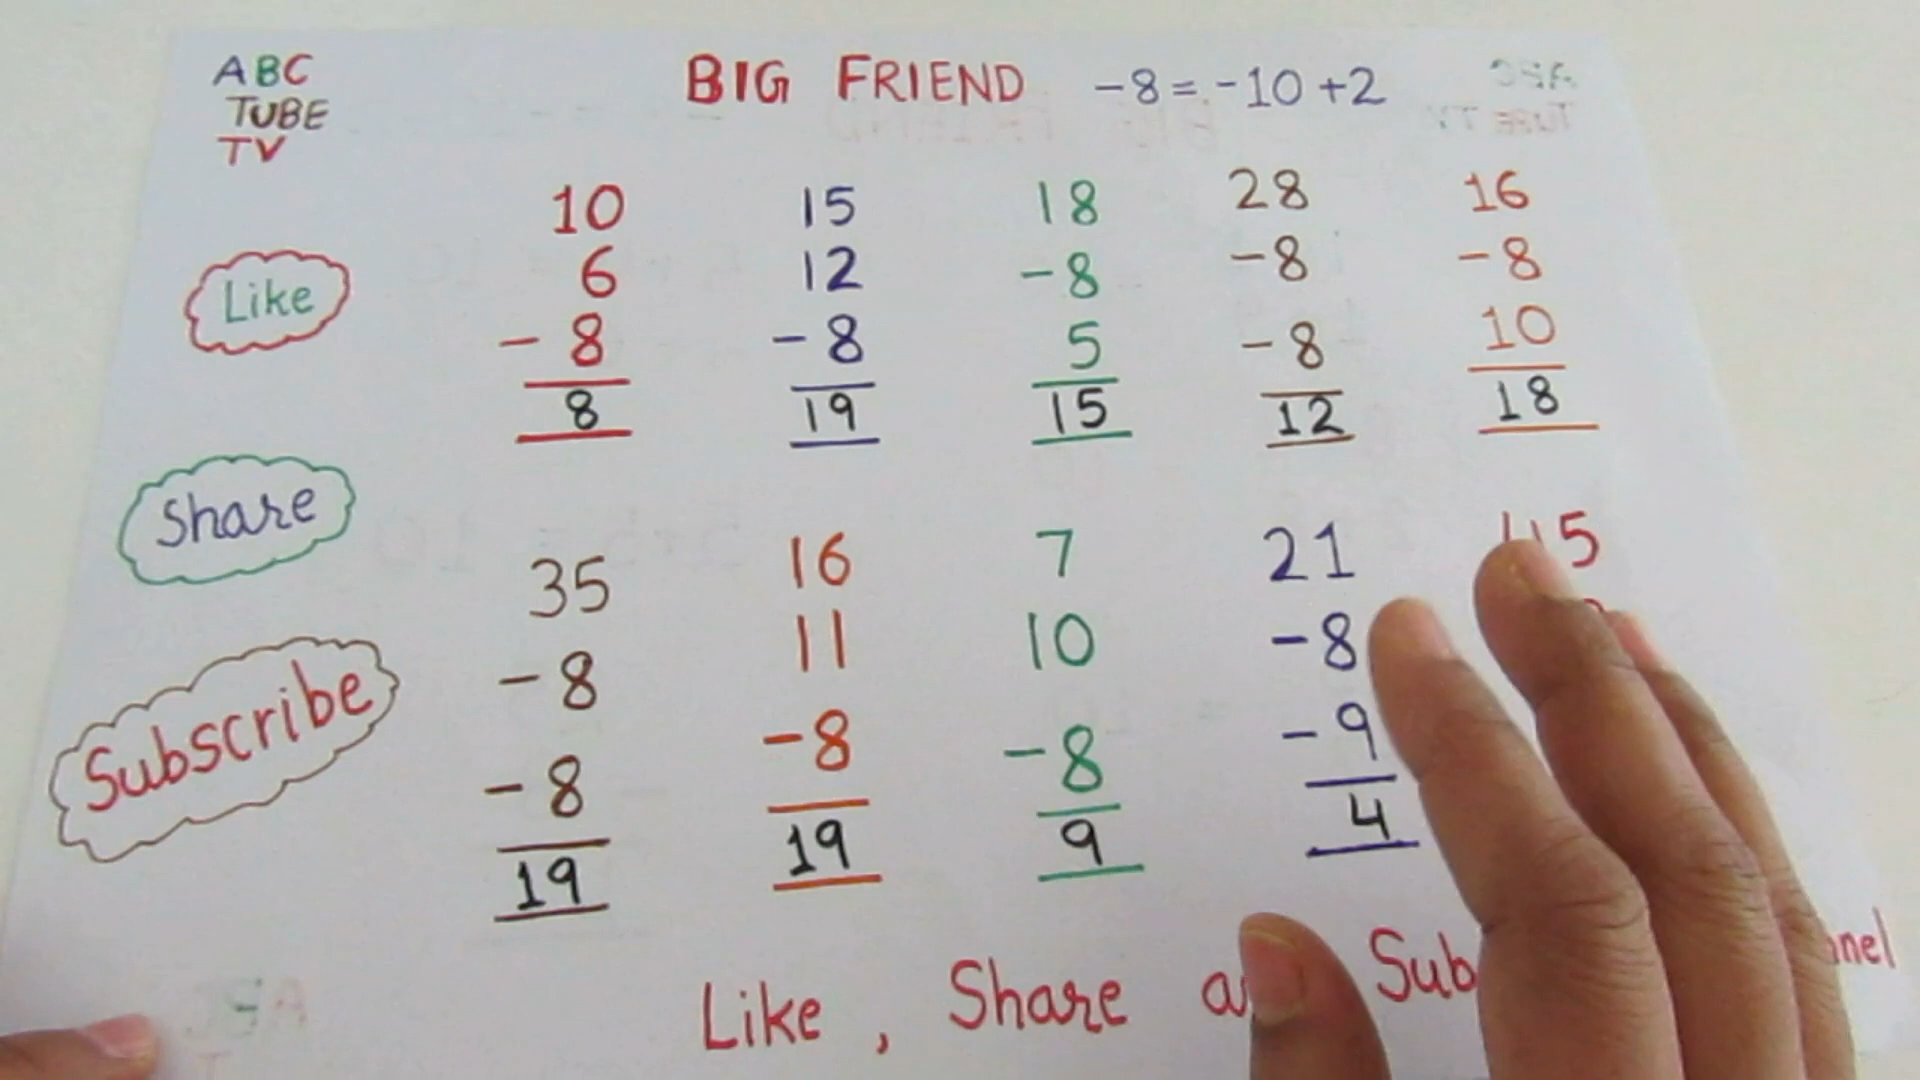 ABC
TUBE
TV
BIG FRIEND -8 = -10 +2
10 15 18 28 16
6 12 -8 -8 -8
- 8 - 8 5 -8 10
8 19 15 12 18
Like
Share
Subscribe
35 16 7 21 45
-8 11 10 -8
- 8 -8 -8 -9
19 19 9 4
Like , Share